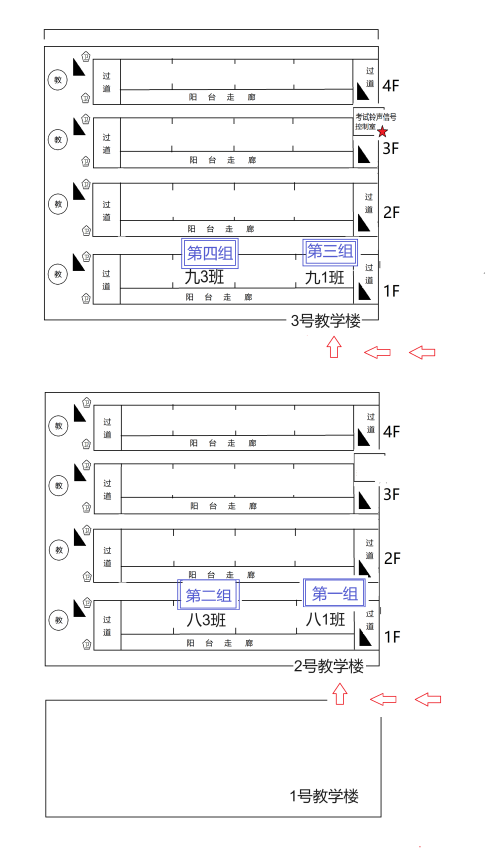 过
道
教
阳 台 走 廊
过
道
4F
考试铃声信号
控制室
过
道
教
阳 台 走 廊
3F
过
道
教
阳 台 走 廊
过
道
2F
第四组
第三组
过
道
教
九3班
九1班
阳 台 走 廊
过
道
1F
3号教学楼
过
道
教
阳 台 走 廊
过
道
4F
过
道
教
阳 台 走 廊
3F
过
道
教
阳 台 走 廊
过
道
2F
第二组
第一组
过
道
教
八3班
八1班
阳 台 走 廊
过
道
1F
2号教学楼
1号教学楼